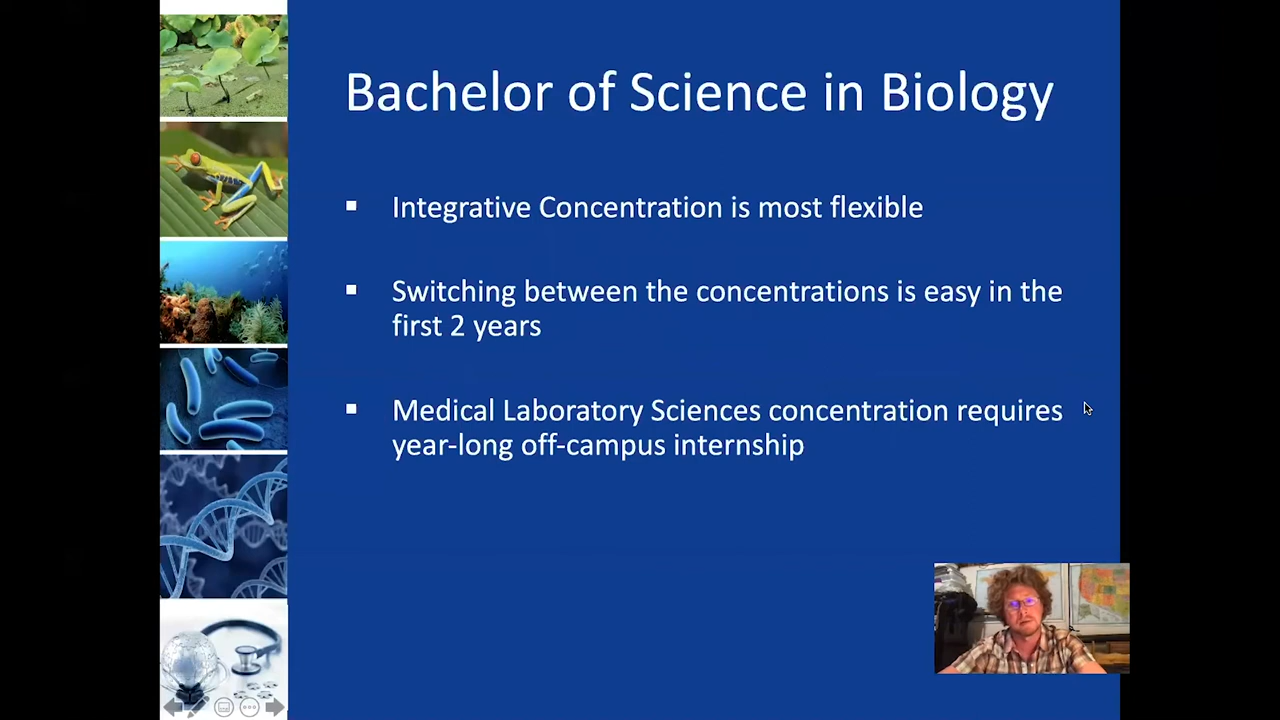 Bachelor of Science in Biology
▪ Integrative Concentration is most flexible
▪ Switching between the concentrations is easy in the
first 2 years
▪ Medical Laboratory Sciences concentration requires
year-long off-campus internship